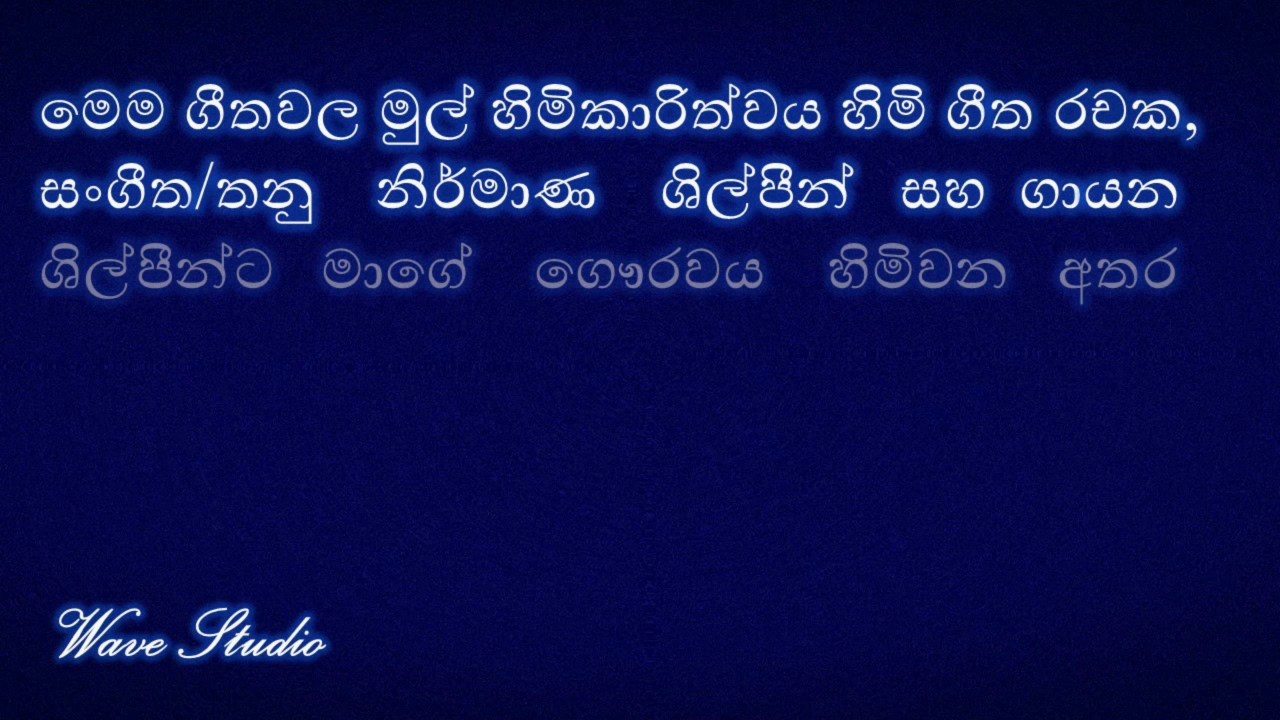 මෙම ගීතවල මුල් හිමිකාරිත්වය හිමි ගීත රචක,
සංගීත/තනු නිර්මාණ ශිල්පීන් සහ ගායන
ශිල්පීන්ට මාගේ ගෞරවය හිමිවන අතර
Wave Studio